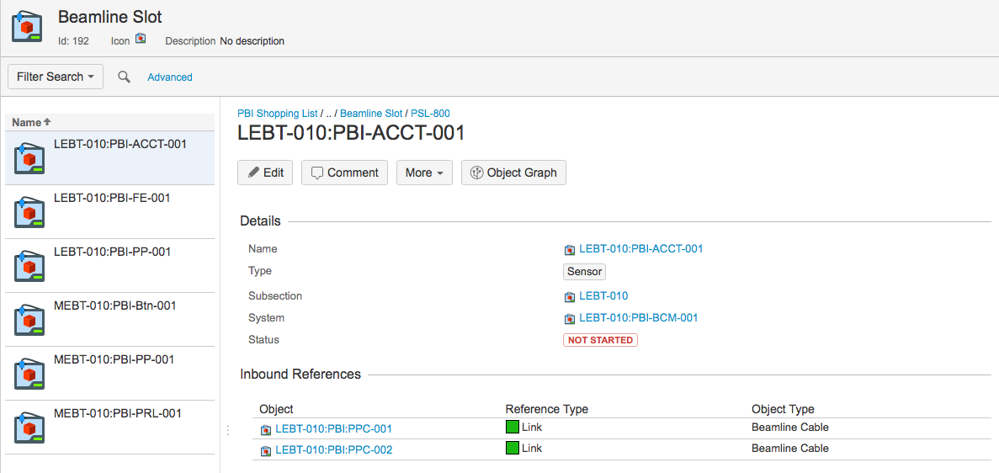 Beamline Slot
Id: 192 Icon Description No description
Filter Search Advanced
Name
LEBT-010:PBI-ACCT-001
LEBT-010:PBI-FE-001
LEBT-010:PBI-PP-001
MEBT-010:PBI-Btn-001
MEBT-010:PBI-PP-001
MEBT-010:PBI-PRL-001
PBI Shopping List / .. / Beamline Slot / PSL-800
LEBT-010:PBI-ACCT-001
Edit Comment More Object Graph
Details
Name LEBT-010:PBI-ACCT-001
Type Sensor
Subsection LEBT-010
System LEBT-010:PBI-BCM-001
Status NOT STARTED
Inbound References
Object Reference Type Object Type
LEBT-010:PBI:PPC-001 Link Beamline Cable
LEBT-010:PBI:PPC-002 Link Beamline Cable